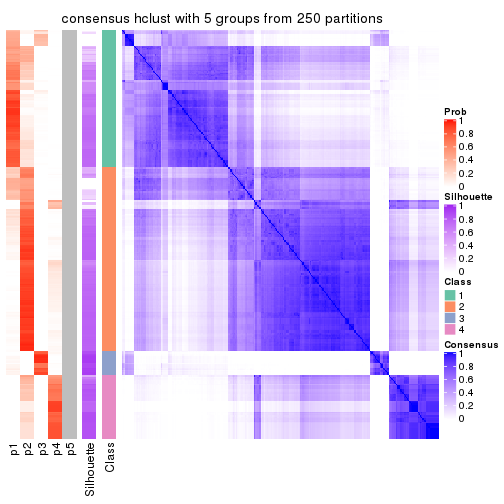 consensus hclust with 5 groups from 250 partitions
Prob
1
0.8
0.6
0.4
0.2
0
Silhouette
1
0.8
0.6
0.4
0.2
0
Class
1
2
3
4
Consensus
1
0.8
0.6
0.4
0.2
0
p1
p2
p3
p4
p5
Silhouette
Class